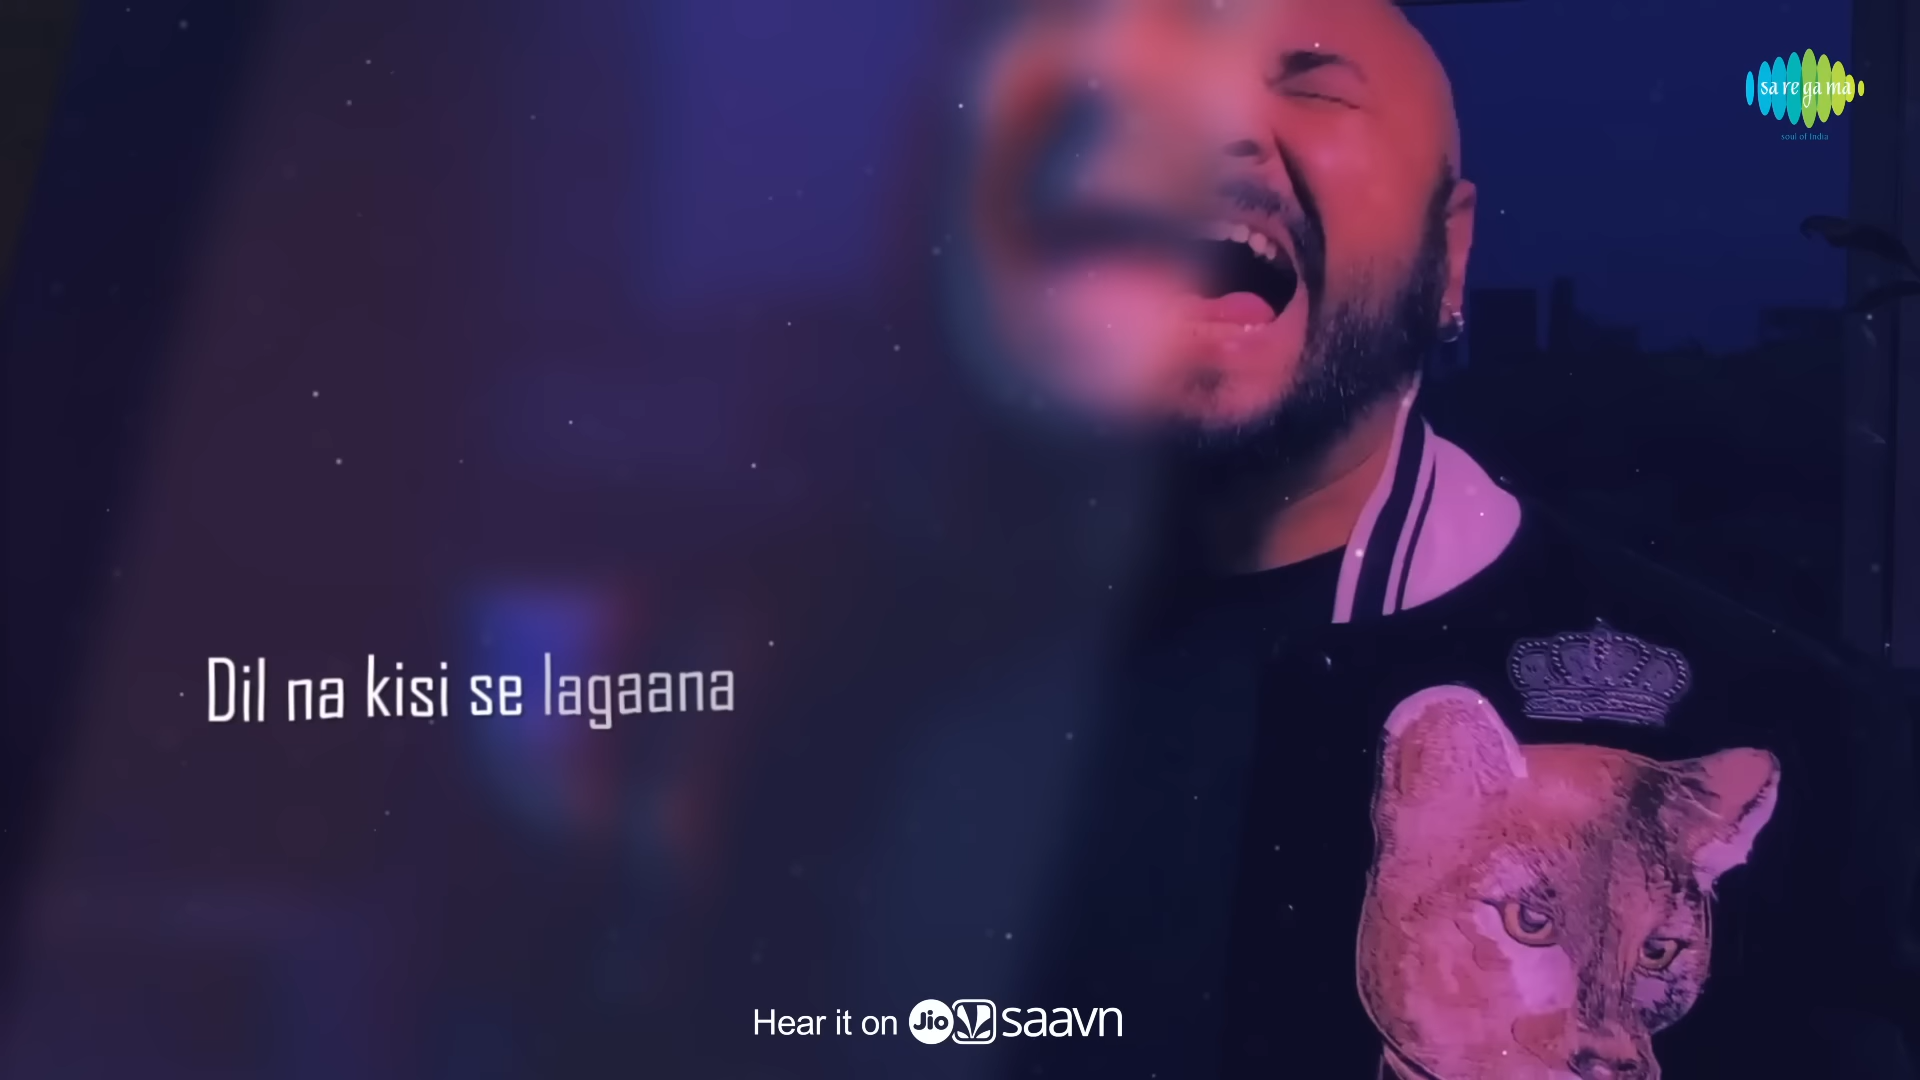 sa re ga ma
soul of India
Dil na kisi se lagaana
Hear it on Jio saavn